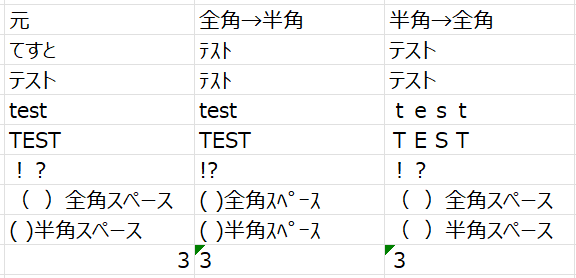 元 全角→半角 半角→全角
てすと ﾃｽﾄ テスト
テスト ﾃｽﾄ テスト
test test ｔｅｓｔ
TEST TEST ＴＥＳＴ
！？ !? ！？
（　）全角スペース ( )全角ｽﾍﾟｰｽ （　）全角スペース
( )半角スペース ( )半角ｽﾍﾟｰｽ （　）半角スペース
3 3 3